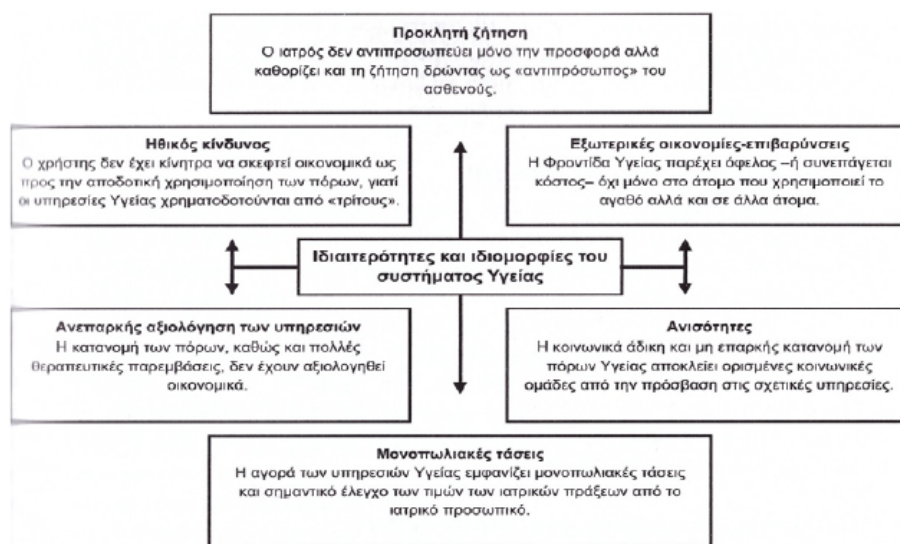 Προκλητή ζήτηση
Ο ιατρός δεν αντιπροσωπεύει μόνο την προσφορά αλλά
καθορίζει και τη ζήτηση δρώντας ως «αντιπρόσωπος» του
ασθενούς.
Ηθικός κίνδυνος
Ο χρήστης δεν έχει κίνητρα να σκεφτεί οικονομικά ως
προς την αποδοτική χρησιμοποίηση των πόρων, γιατί
οι υπηρεσίες Υγείας χρηματοδοτούνται από «τρίτους».
Εξωτερικές οικονομίες-επιβαρύνσεις
Η Φροντίδα Υγείας παρέχει όφελος –ή συνεπάγεται
κόστος– όχι μόνο στο άτομο που χρησιμοποιεί το
αγαθό αλλά και σε άλλα άτομα.
Ιδιαιτερότητες και ιδιομορφίες του
συστήματος Υγείας
Ανεπαρκής αξιολόγηση των υπηρεσιών
Η κατανομή των πόρων, καθώς και πολλές
θεραπευτικές παρεμβάσεις, δεν έχουν αξιολογηθεί
οικονομικά.
Ανισότητες
Η κοινωνικά άδικη και μη επαρκής κατανομή των
πόρων Υγείας αποκλείει ορισμένες κοινωνικές
ομάδες από την πρόσβαση στις σχετικές υπηρεσίες.
Μονοπωλιακές τάσεις
Η αγορά των υπηρεσιών Υγείας εμφανίζει μονοπωλιακές τάσεις
και σημαντικό έλεγχο των τιμών των ιατρικών πράξεων από το
ιατρικό προσωπικό.